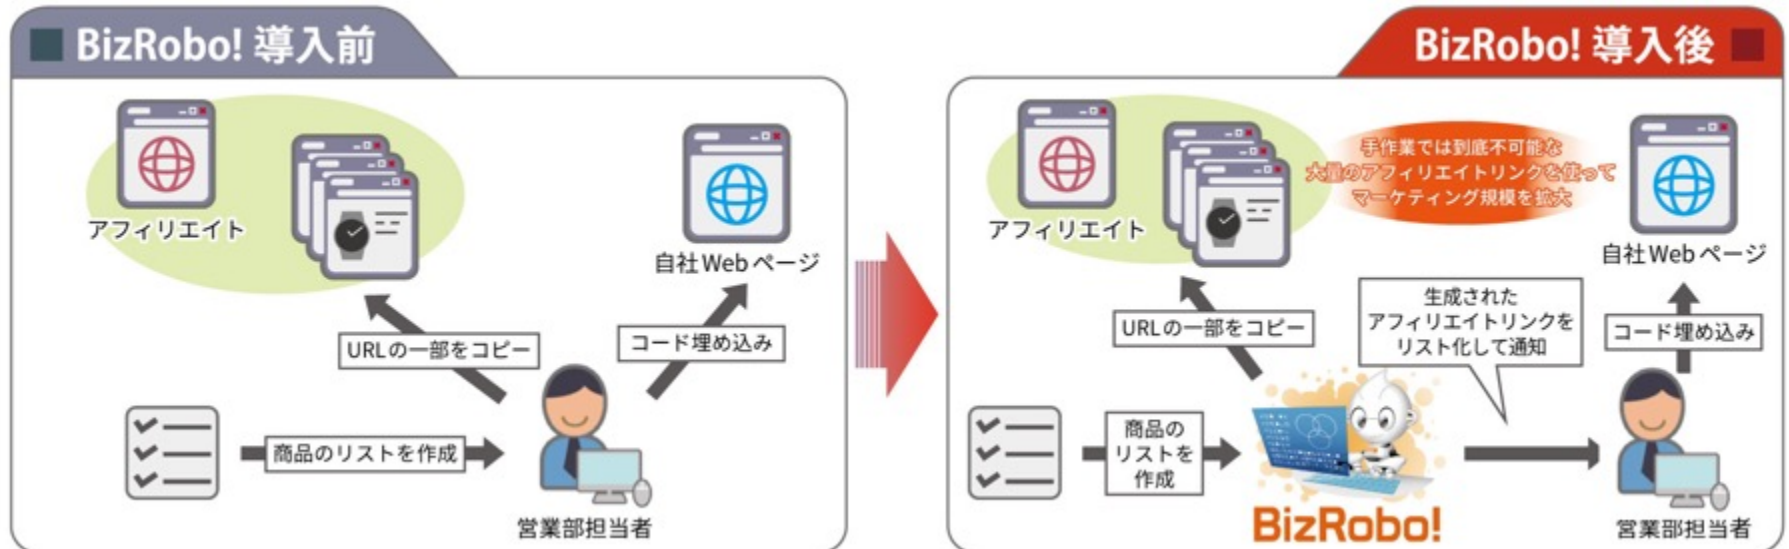 BizRobo! 導入前
アフィリエイト
自社Webページ
URLの一部をコピー
コード埋め込み
商品のリストを作成
営業部担当者
BizRobo! 導入後
アフィリエイト
手作業では到底不可能な
大量のアフィリエイトリンクを使って
マーケティング規模を拡大
自社Webページ
URLの一部をコピー
生成された
アフィリエイトリンクを
リスト化して通知
コード埋め込み
商品の
リストを
作成
BizRobo!
営業部担当者